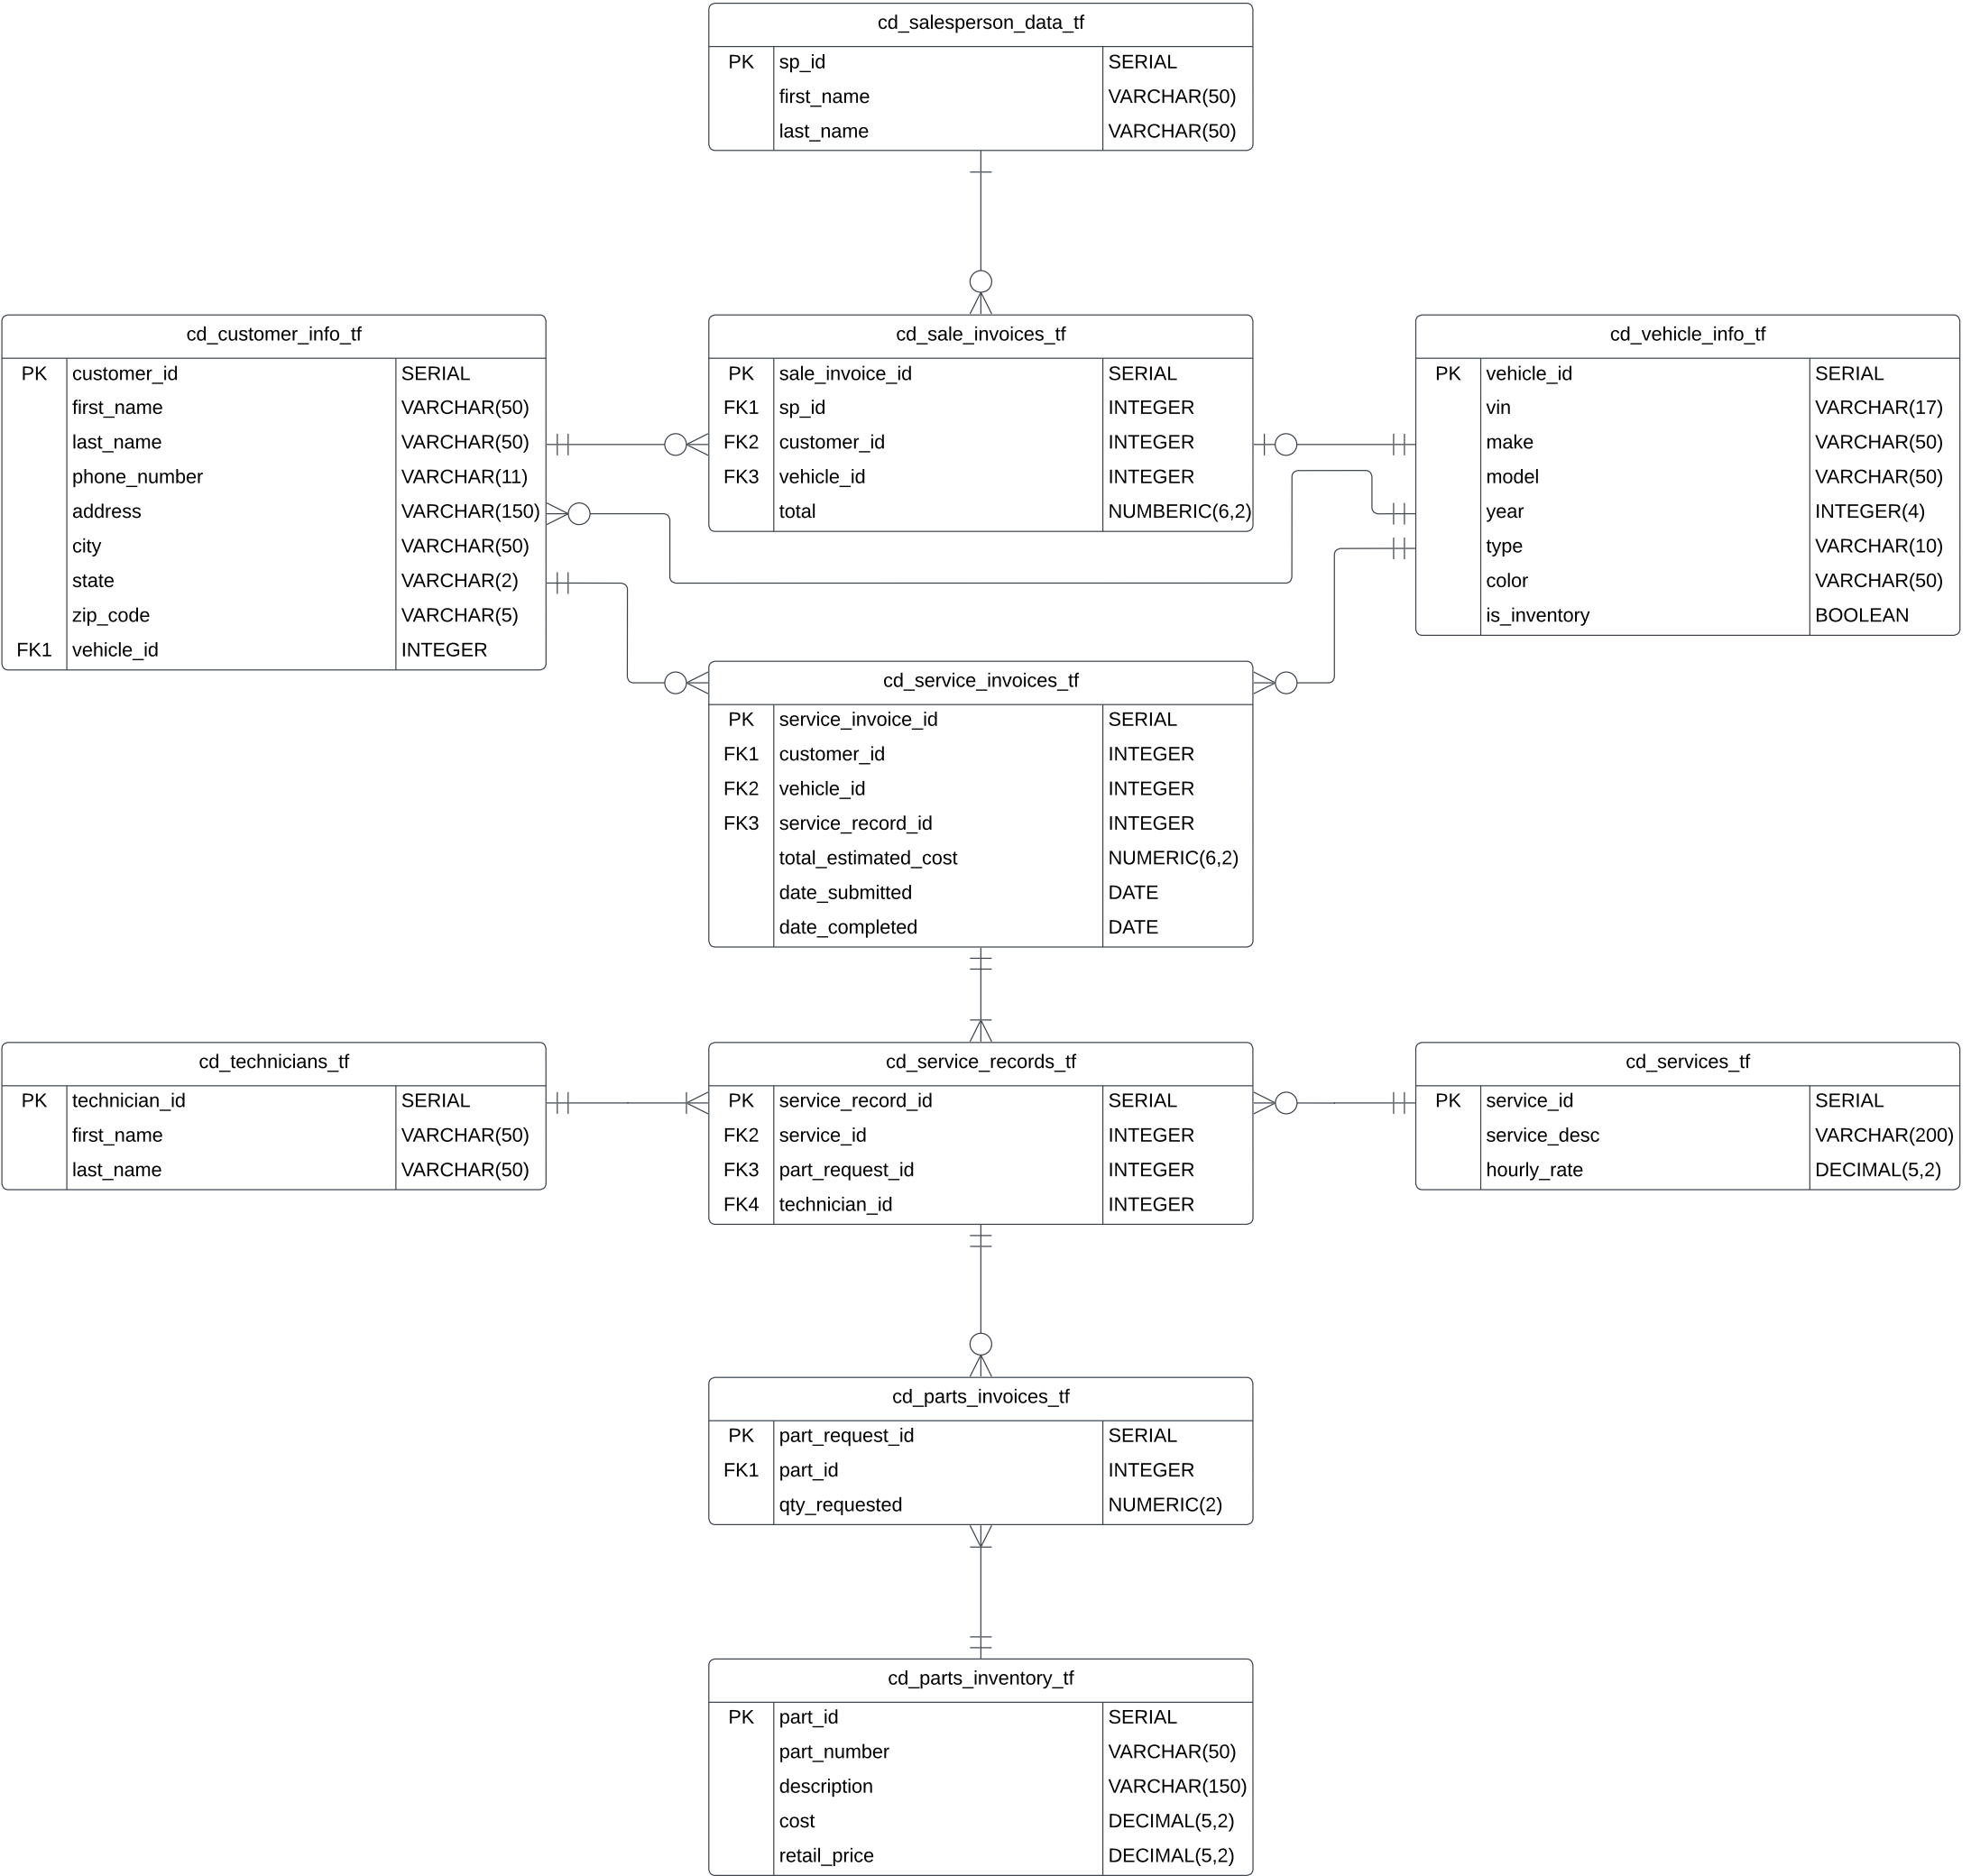 cd_salesperson_data_tf
PK sp_id SERIAL
first_name VARCHAR(50)
last_name VARCHAR(50)
cd_customer_info_tf
PK customer_id SERIAL
first_name VARCHAR(50)
last_name VARCHAR(50)
phone_number VARCHAR(11)
address VARCHAR(150)
city VARCHAR(50)
state VARCHAR(2)
zip_code VARCHAR(5)
FK1 vehicle_id INTEGER
cd_sale_invoices_tf
PK sale_invoice_id SERIAL
FK1 sp_id INTEGER
FK2 customer_id INTEGER
FK3 vehicle_id INTEGER
total NUMBERIC(6,2)
cd_vehicle_info_tf
PK vehicle_id SERIAL
vin VARCHAR(17)
make VARCHAR(50)
model VARCHAR(50)
year INTEGER(4)
type VARCHAR(10)
color VARCHAR(50)
is_inventory BOOLEAN
cd_service_invoices_tf
PK service_invoice_id SERIAL
FK1 customer_id INTEGER
FK2 vehicle_id INTEGER
FK3 service_record_id INTEGER
total_estimated_cost NUMERIC(6,2)
date_submitted DATE
date_completed DATE
cd_technicians_tf
PK technician_id SERIAL
first_name VARCHAR(50)
last_name VARCHAR(50)
cd_service_records_tf
PK service_record_id SERIAL
FK2 service_id INTEGER
FK3 part_request_id INTEGER
FK4 technician_id INTEGER
cd_services_tf
PK service_id SERIAL
service_desc VARCHAR(200)
hourly_rate DECIMAL(5,2)
cd_parts_invoices_tf
PK part_request_id SERIAL
FK1 part_id INTEGER
qty_requested NUMERIC(2)
cd_parts_inventory_tf
PK part_id SERIAL
part_number VARCHAR(50)
description VARCHAR(150)
cost DECIMAL(5,2)
retail_price DECIMAL(5,2)